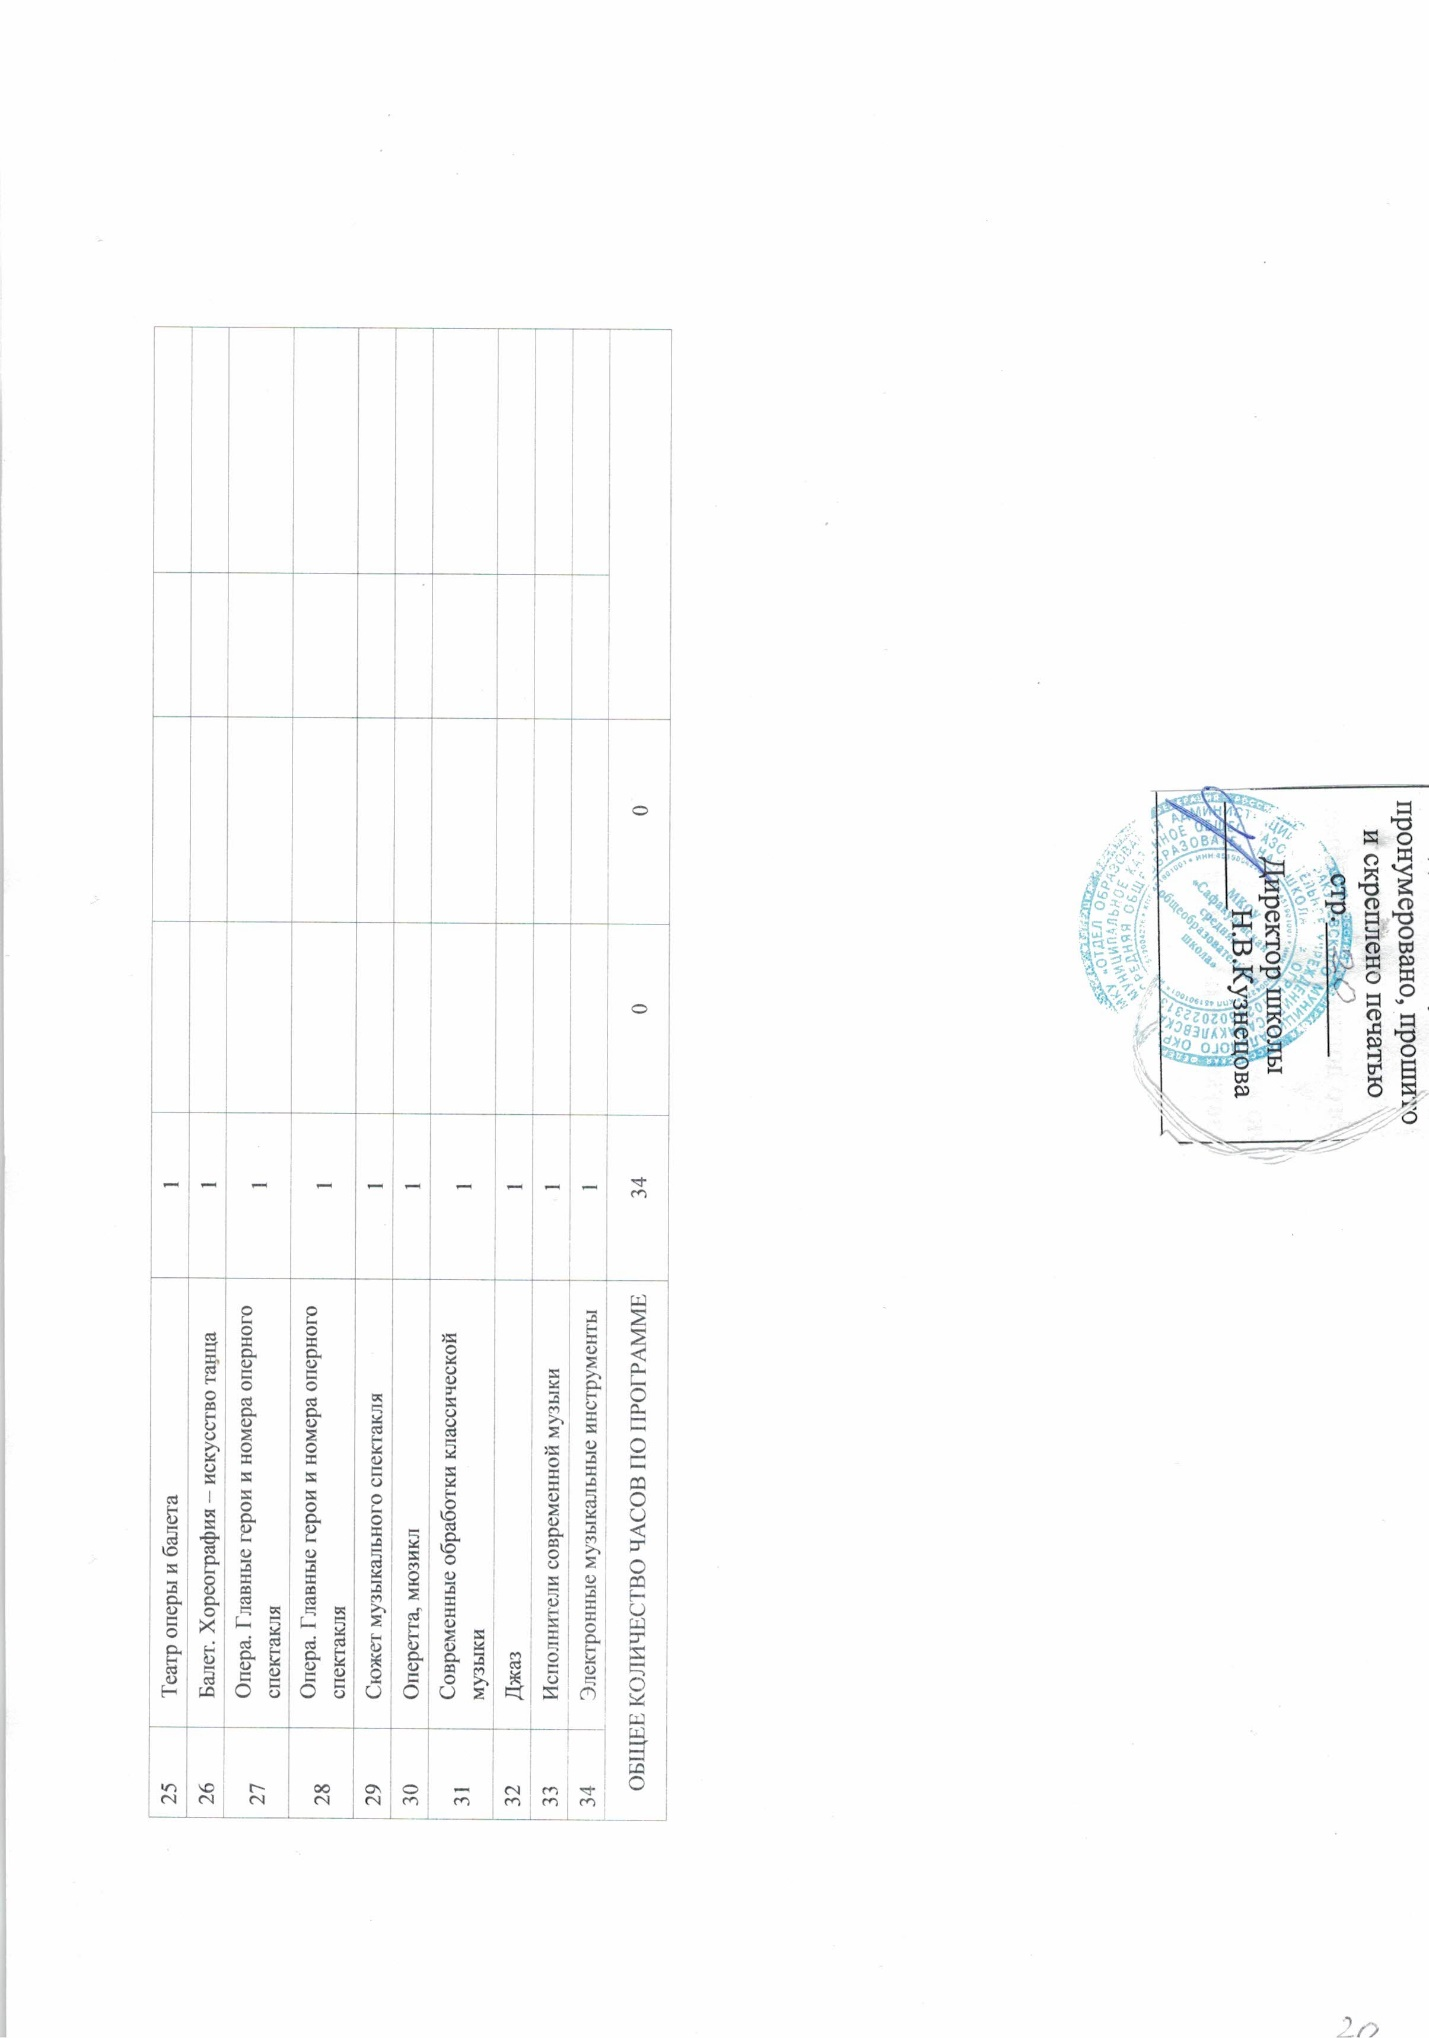 25 Театр оперы и балета 1
26 Балет. Хореография – искусство танца 1
27 Опера. Главные герои и номера оперного 1
спектакля
28 Опера. Главные герои и номера оперного 1
спектакля
29 Сюжет музыкального спектакля 1
30 Оперетта, мюзикл 1
31 Современные обработки классической 1
музыки
32 Джаз 1
33 Исполнители современной музыки 1
34 Электронные музыкальные инструменты 1
ОБЩЕЕ КОЛИЧЕСТВО ЧАСОВ ПО ПРОГРАММЕ 34 0 0
пронумеровано, прошито
и скреплено печатью
стр.
Директор школы
Н.В.Кузнецова
МКОУ
школа»
20